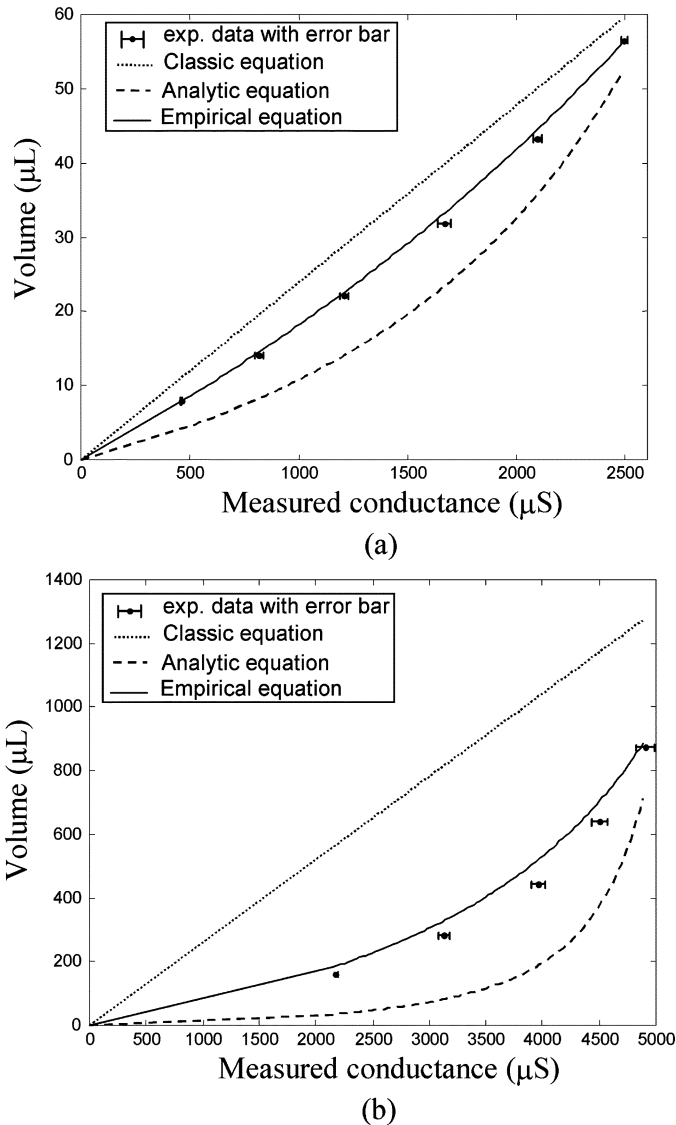 60
50
40
30
20
10
0
Volume (μL)
exp. data with error bar
Classic equation
Analytic equation
Empirical equation
0 500 1000 1500 2000 2500
Measured conductance (μS)
(a)
1400
1200
1000
800
600
400
200
0
Volume (μL)
exp. data with error bar
Classic equation
Analytic equation
Empirical equation
0 500 1000 1500 2000 2500 3000 3500 4000 4500 5000
Measured conductance (μS)
(b)